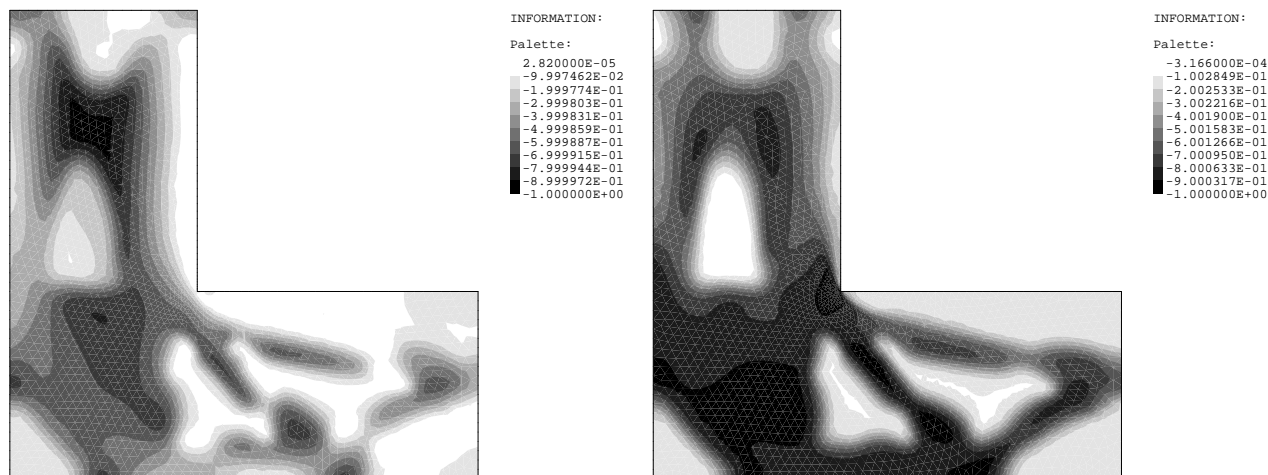 INFORMATION:
Palette:
2.820000E-05
-9.997462E-02
-1.999774E-01
-2.999803E-01
-3.999831E-01
-4.999859E-01
-5.999887E-01
-6.999915E-01
-7.999944E-01
-8.999972E-01
-1.000000E+00
INFORMATION:
Palette:
-3.166000E-04
-1.002849E-01
-2.002533E-01
-3.002216E-01
-4.001900E-01
-5.001583E-01
-6.001266E-01
-7.000950E-01
-8.000633E-01
-9.000317E-01
-1.000000E+00